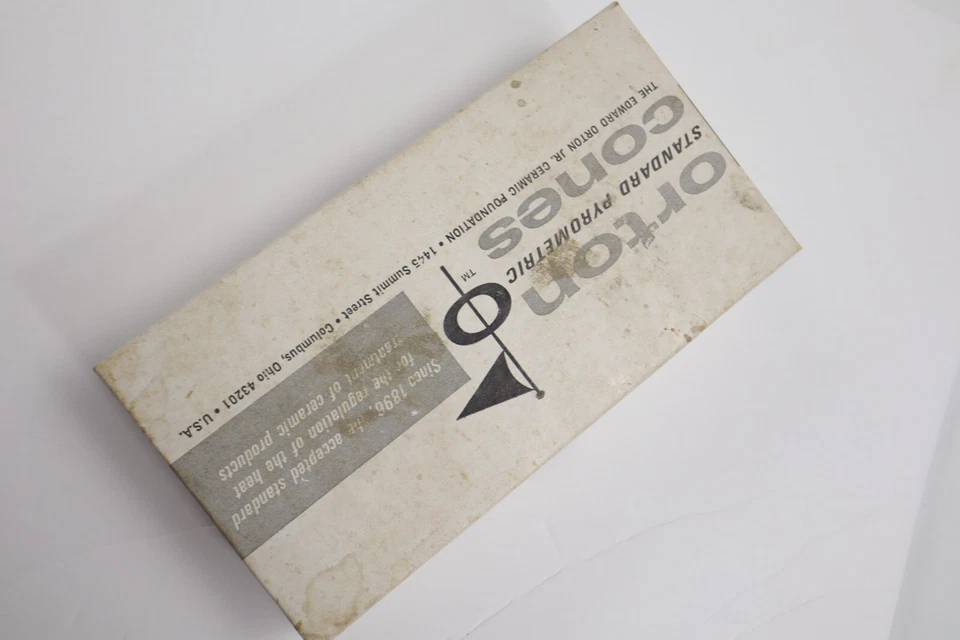 orton
STANDARD PYROMETRIC
cones
THE EDWARD ORTON JR. CERAMIC FOUNDATION • 1445 Summit Street • Columbus, Ohio 43201 • U.S.A.
TM
Since 1896, the accepted standard
for the regulation of the heat
treatment of ceramic products